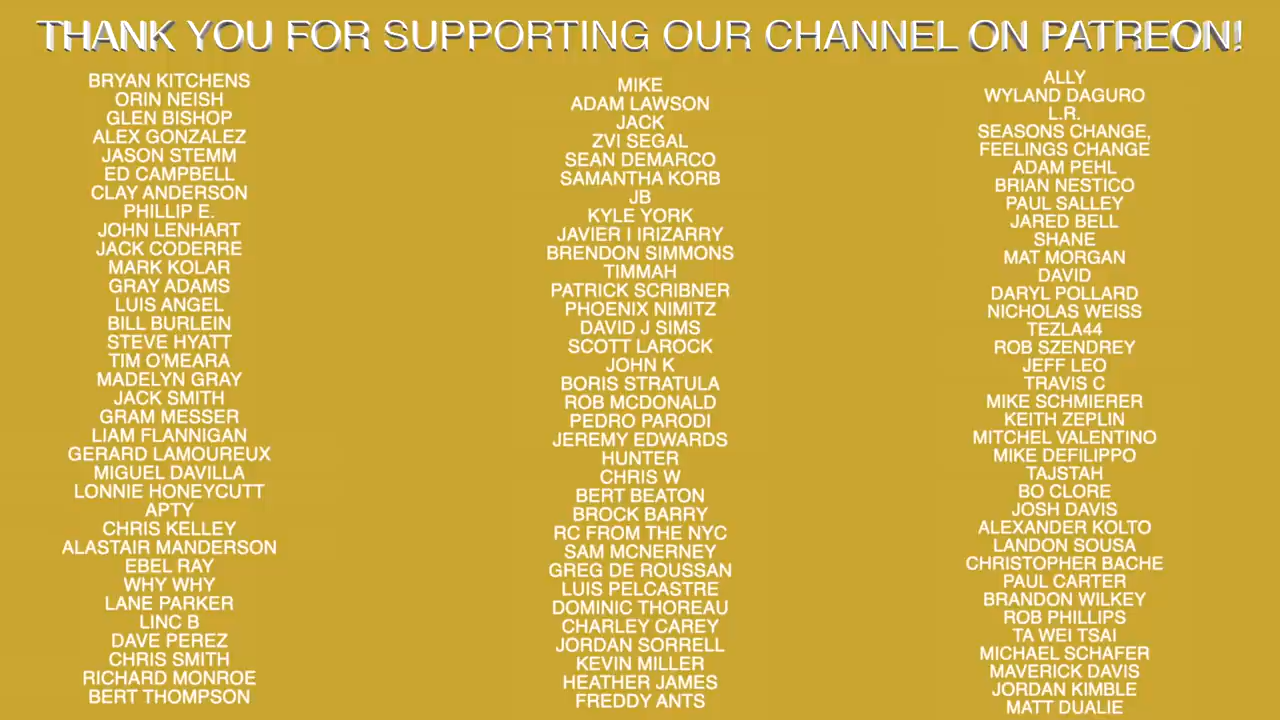 THANK YOU FOR SUPPORTING OUR CHANNEL ON PATREON!
BRYAN KITCHENS
ORIN NEISH
GLEN BISHOP
ALEX GONZALEZ
JASON STEMM
ED CAMPBELL
CLAY ANDERSON
PHILLIP E.
JOHN LENHART
JACK CODERRE
MARK KOLAR
GRAY ADAMS
LUIS ANGEL
BILL BURLEIN
STEVE HYATT
TIM O'MEARA
MADELYN GRAY
JACK SMITH
GRAM MESSER
LIAM FLANNIGAN
GERARD LAMOUREUX
MIGUEL DAVILLA
LONNIE HONEYCUTT
APTY
CHRIS KELLEY
ALASTAIR MANDERSON
EBEL RAY
WHY WHY
LANE PARKER
LINC B
DAVE PEREZ
CHRIS SMITH
RICHARD MONROE
BERT THOMPSON
MIKE
ADAM LAWSON
JACK
ZVI SEGAL
SEAN DEMARCO
SAMANTHA KORB
JB
KYLE YORK
JAVIER I IRIZARRY
BRENDON SIMMONS
TIMMAH
PATRICK SCRIBNER
PHOENIX NIMITZ
DAVID J SIMS
SCOTT LAROCK
JOHN K
BORIS STRATULA
ROB MCDONALD
PEDRO PARODI
JEREMY EDWARDS
HUNTER
CHRIS W
BERT BEATON
BROCK BARRY
RC FROM THE NYC
SAM MCNERNEY
GREG DE ROUSSAN
LUIS PELCASTRE
DOMINIC THOREAU
CHARLEY CAREY
JORDAN SORRELL
KEVIN MILLER
HEATHER JAMES
FREDDY ANTS
ALLY
WYLAND DAGURO
L.R.
SEASONS CHANGE,
FEELINGS CHANGE
ADAM PEHL
BRIAN NESTICO
PAUL SALLEY
JARED BELL
SHANE
MAT MORGAN
DAVID
DARYL POLLARD
NICHOLAS WEISS
TEZLA44
ROB SZENDREY
JEFF LEO
TRAVIS C
MIKE SCHMIERER
KEITH ZEPLIN
MITCHEL VALENTINO
MIKE DEFILIPPO
TAJSTAH
BO CLORE
JOSH DAVIS
ALEXANDER KOLTO
LANDON SOUSA
CHRISTOPHER BACHE
PAUL CARTER
BRANDON WILKEY
ROB PHILLIPS
TA WEI TSAI
MICHAEL SCHAFER
MAVERICK DAVIS
JORDAN KIMBLE
MATT DUALIE